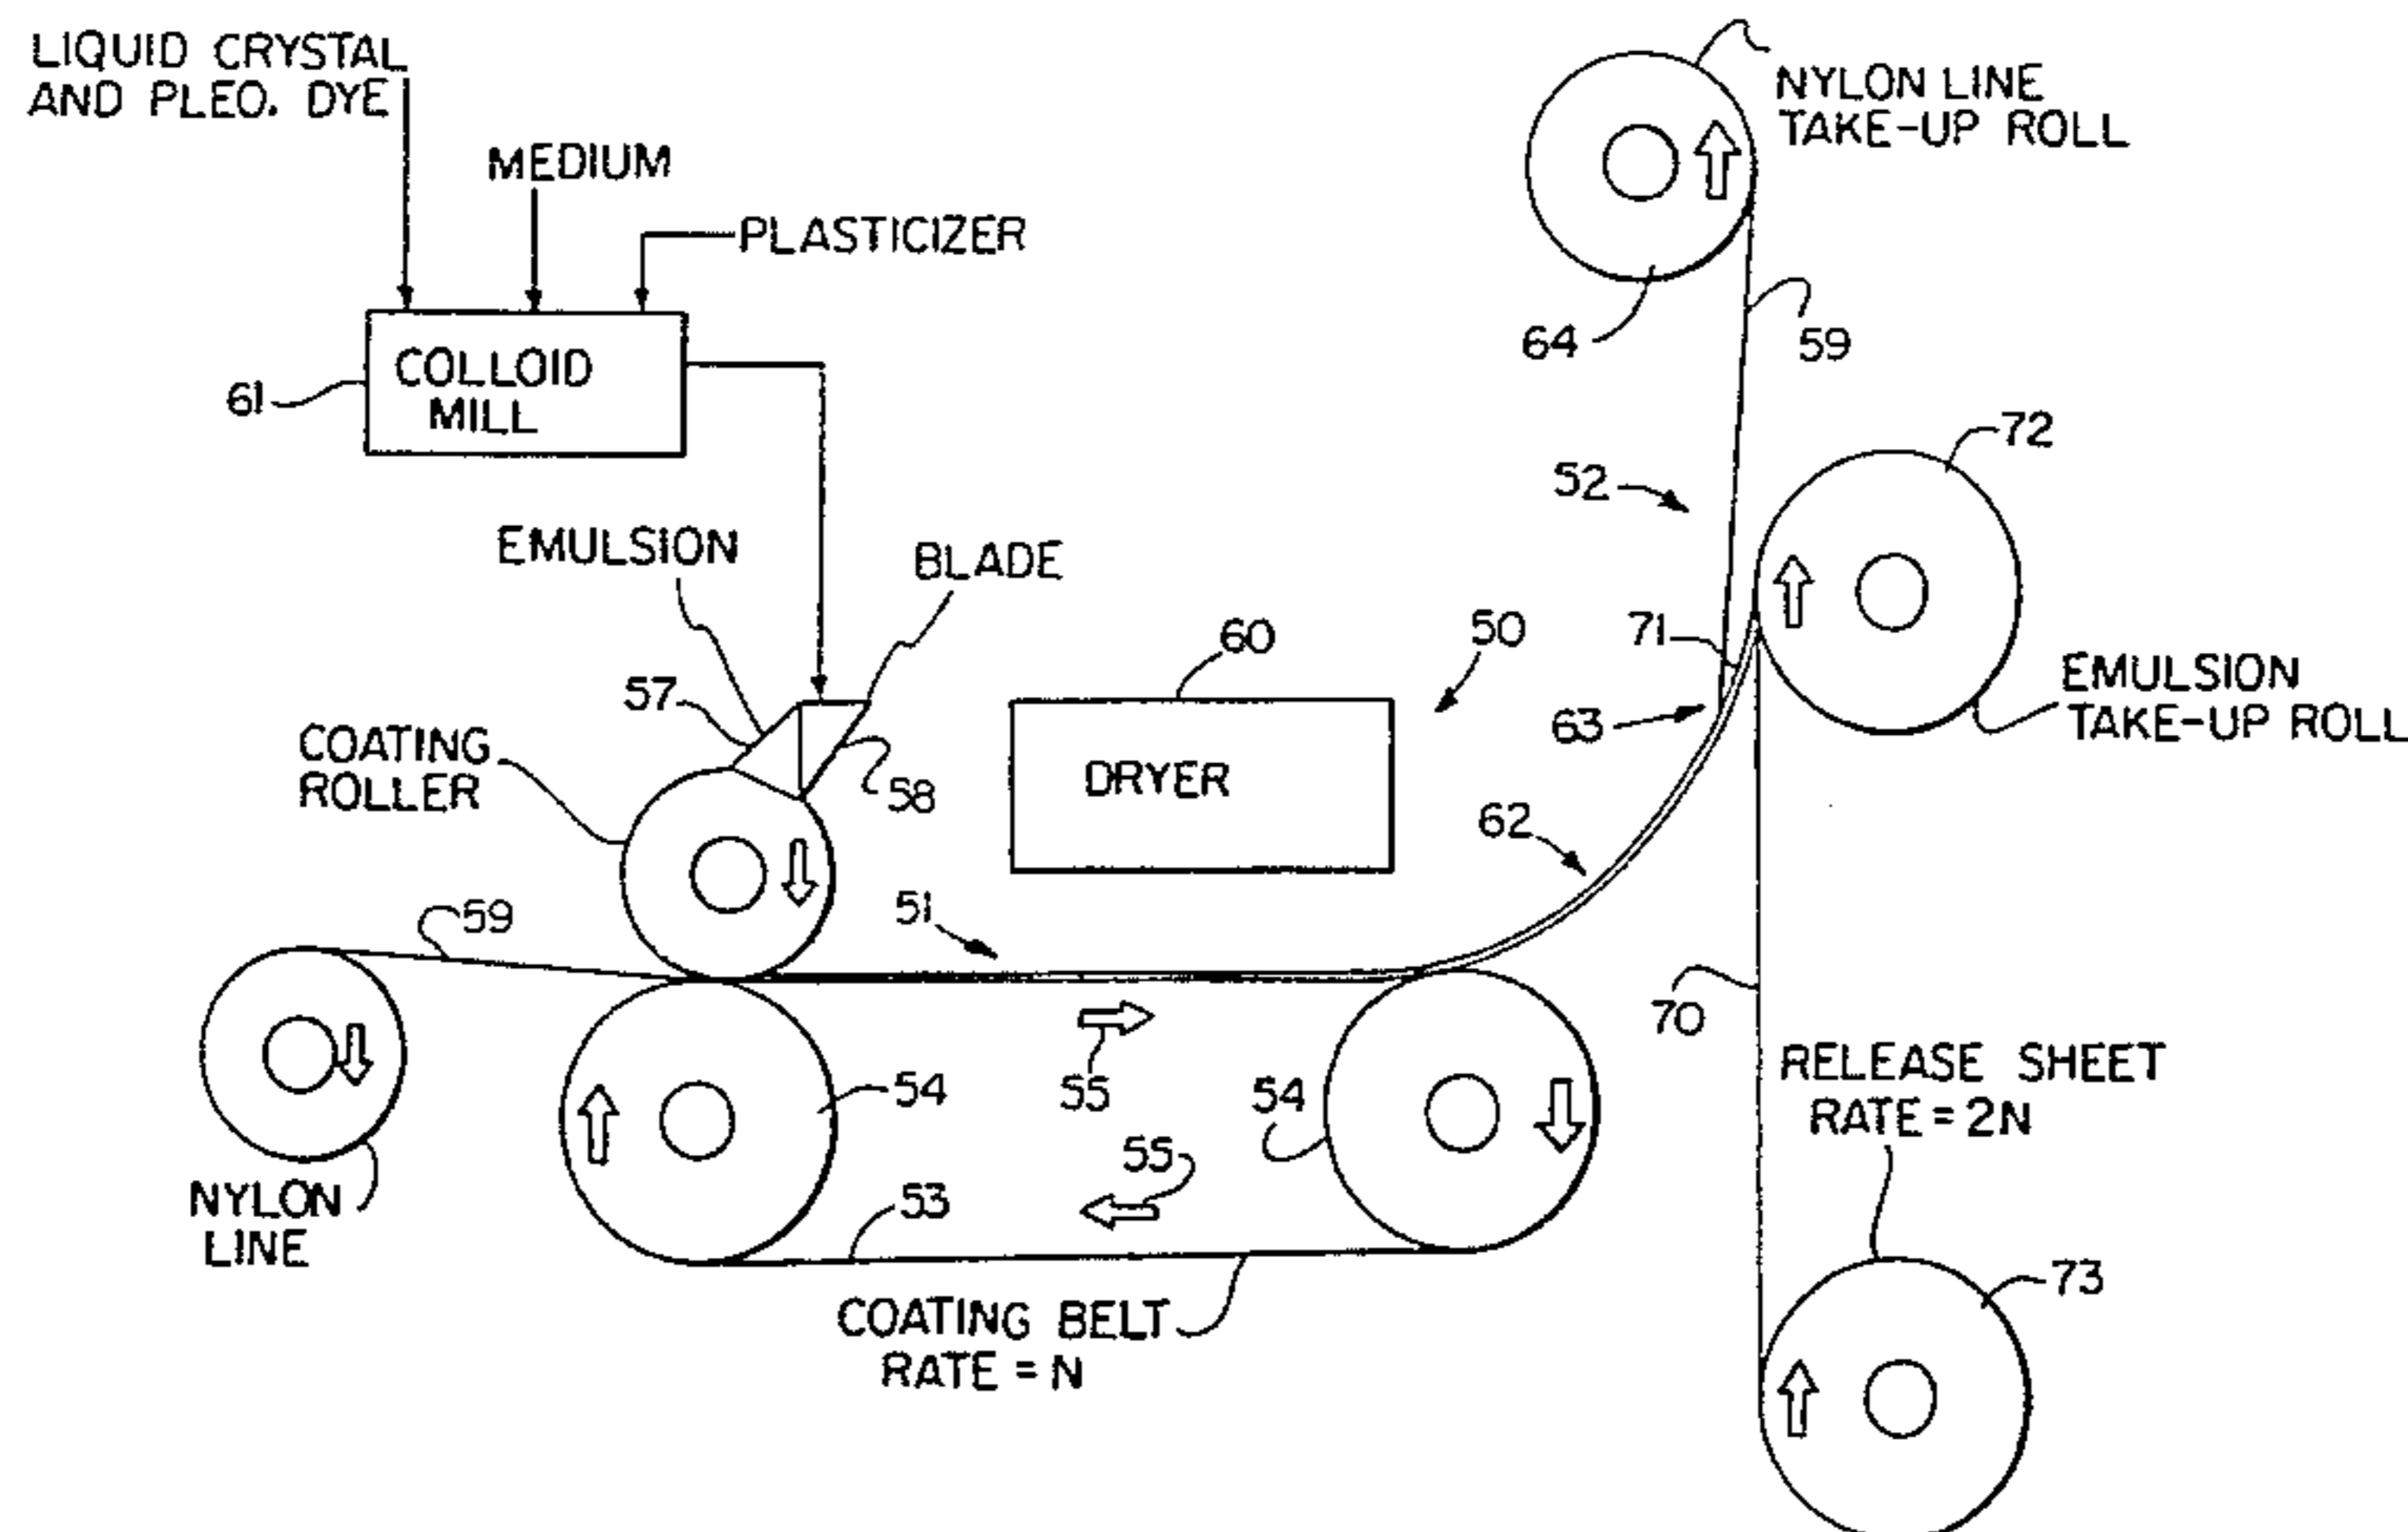 LIQUID CRYSTAL
AND PLEO. DYE
MEDIUM
PLASTICIZER
COLLOID
MILL
61
NYLON LINE
TAKE-UP ROLL
64
59
72
52
EMULSION
BLADE
60
50
71
63
EMULSION
TAKE-UP ROLL
57
COATING
ROLLER
58
DRYER
62
59
51
70
NYLON
LINE
54
55
54
RELEASE SHEET
RATE = 2N
55
53
73
COATING BELT
RATE = N